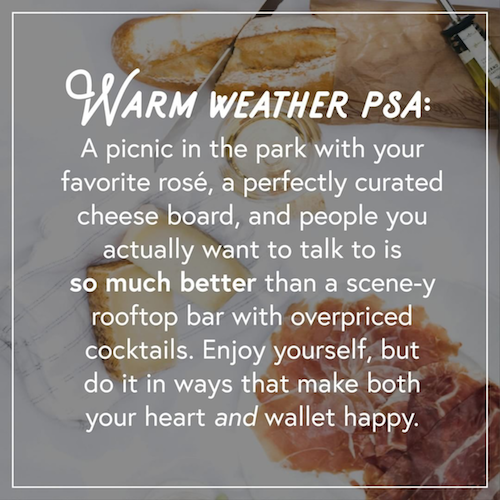 WARM WEATHER PSA:
A picnic in the park with your
favorite rosé, a perfectly curated
cheese board, and people you
actually want to talk to is
so much better than a scene-y
rooftop bar with overpriced
cocktails. Enjoy yourself, but
do it in ways that make both
your heart and wallet happy.